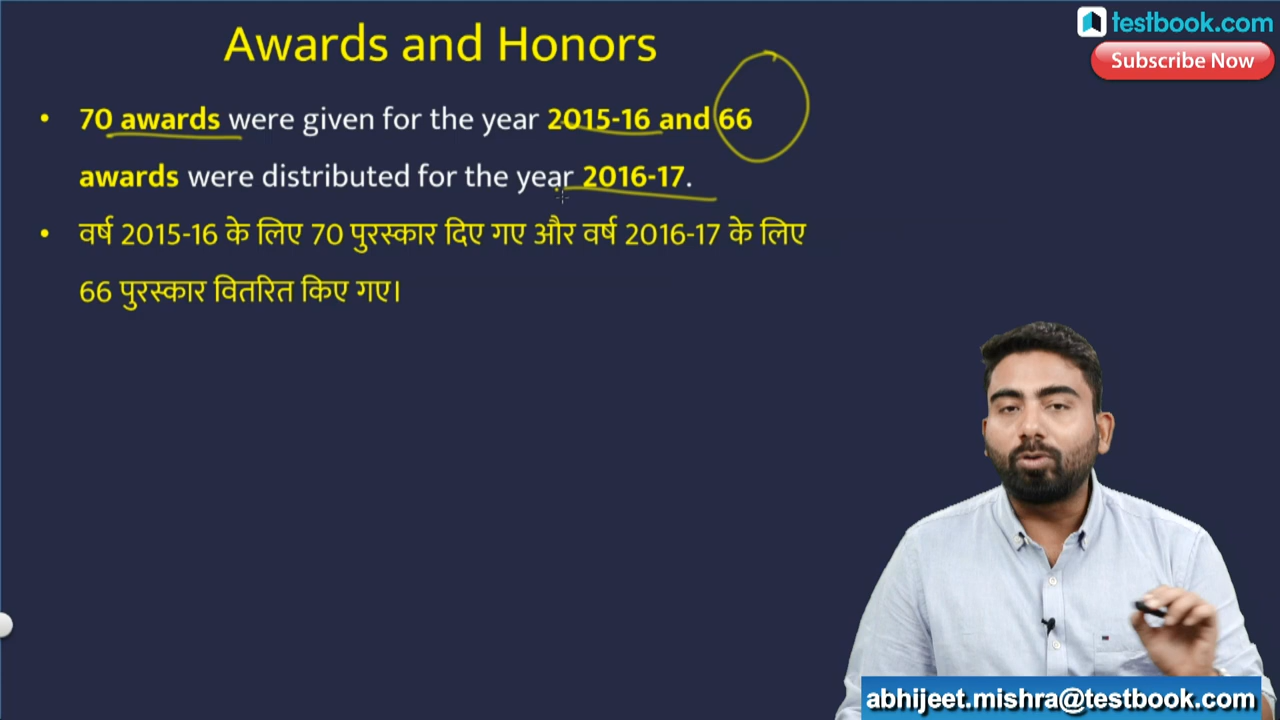 Awards and Honors
testbook.com
Subscribe Now
• 70 awards were given for the year 2015-16 and 66
awards were distributed for the year 2016-17.
• वर्ष 2015-16 के लिए 70 पुरस्कार दिए गए और वर्ष 2016-17 के लिए
66 पुरस्कार वितरित किए गए।
abhijeet.mishra@testbook.com